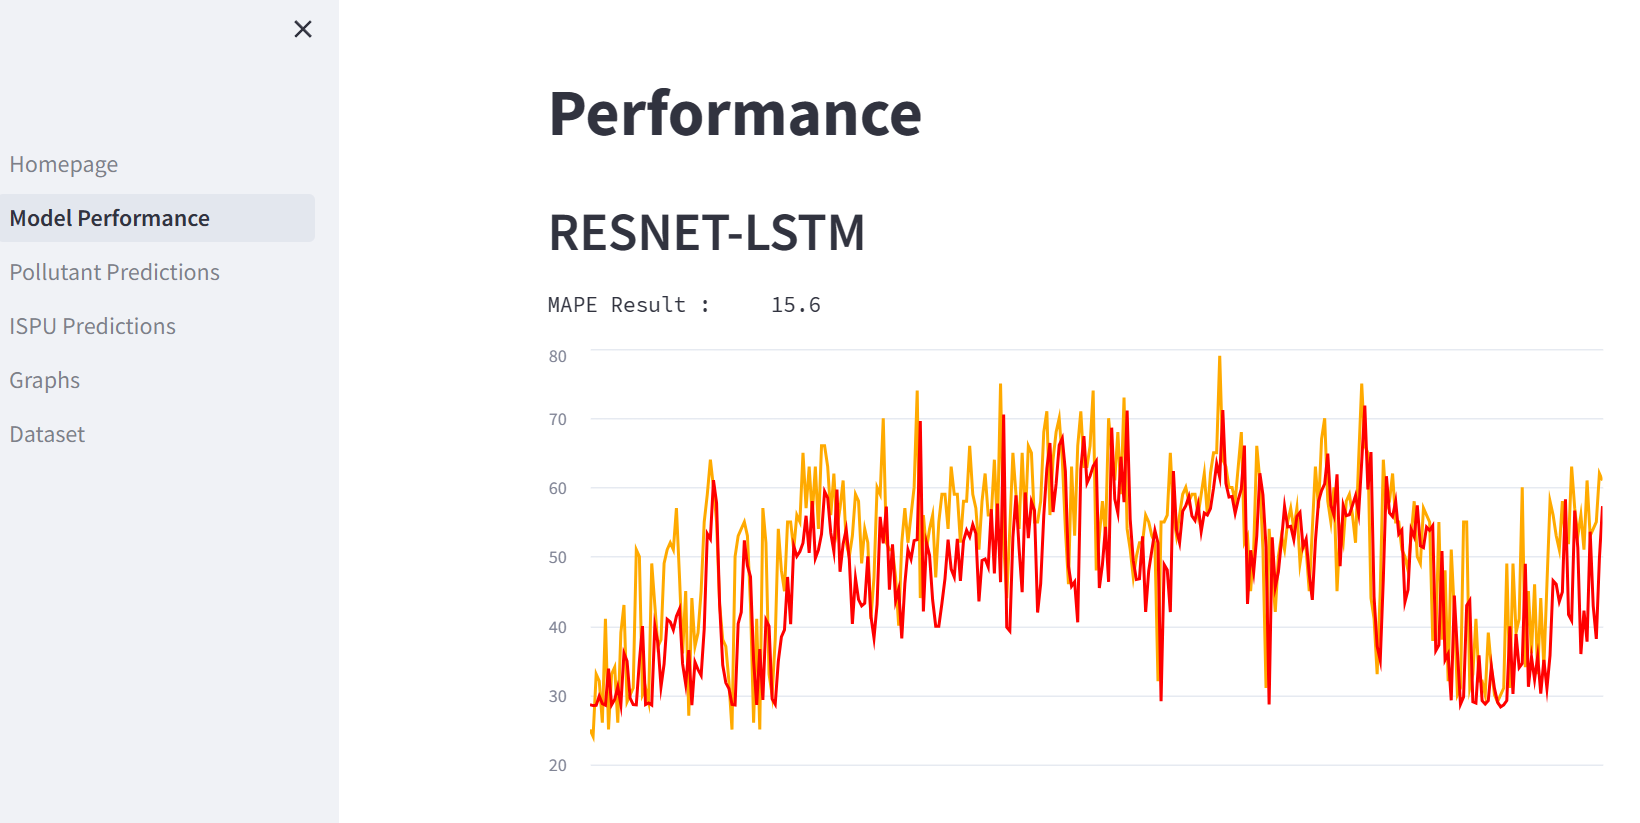 Homepage
Model Performance
Pollutant Predictions
ISPU Predictions
Graphs
Dataset
Performance
RESNET-LSTM
MAPE Result : 15.6
80
70
60
50
40
30
20